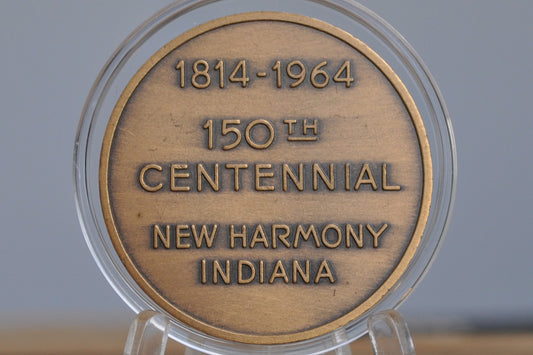 1814-1964
150TH
CENTENNIAL
NEW HARMONY
INDIANA